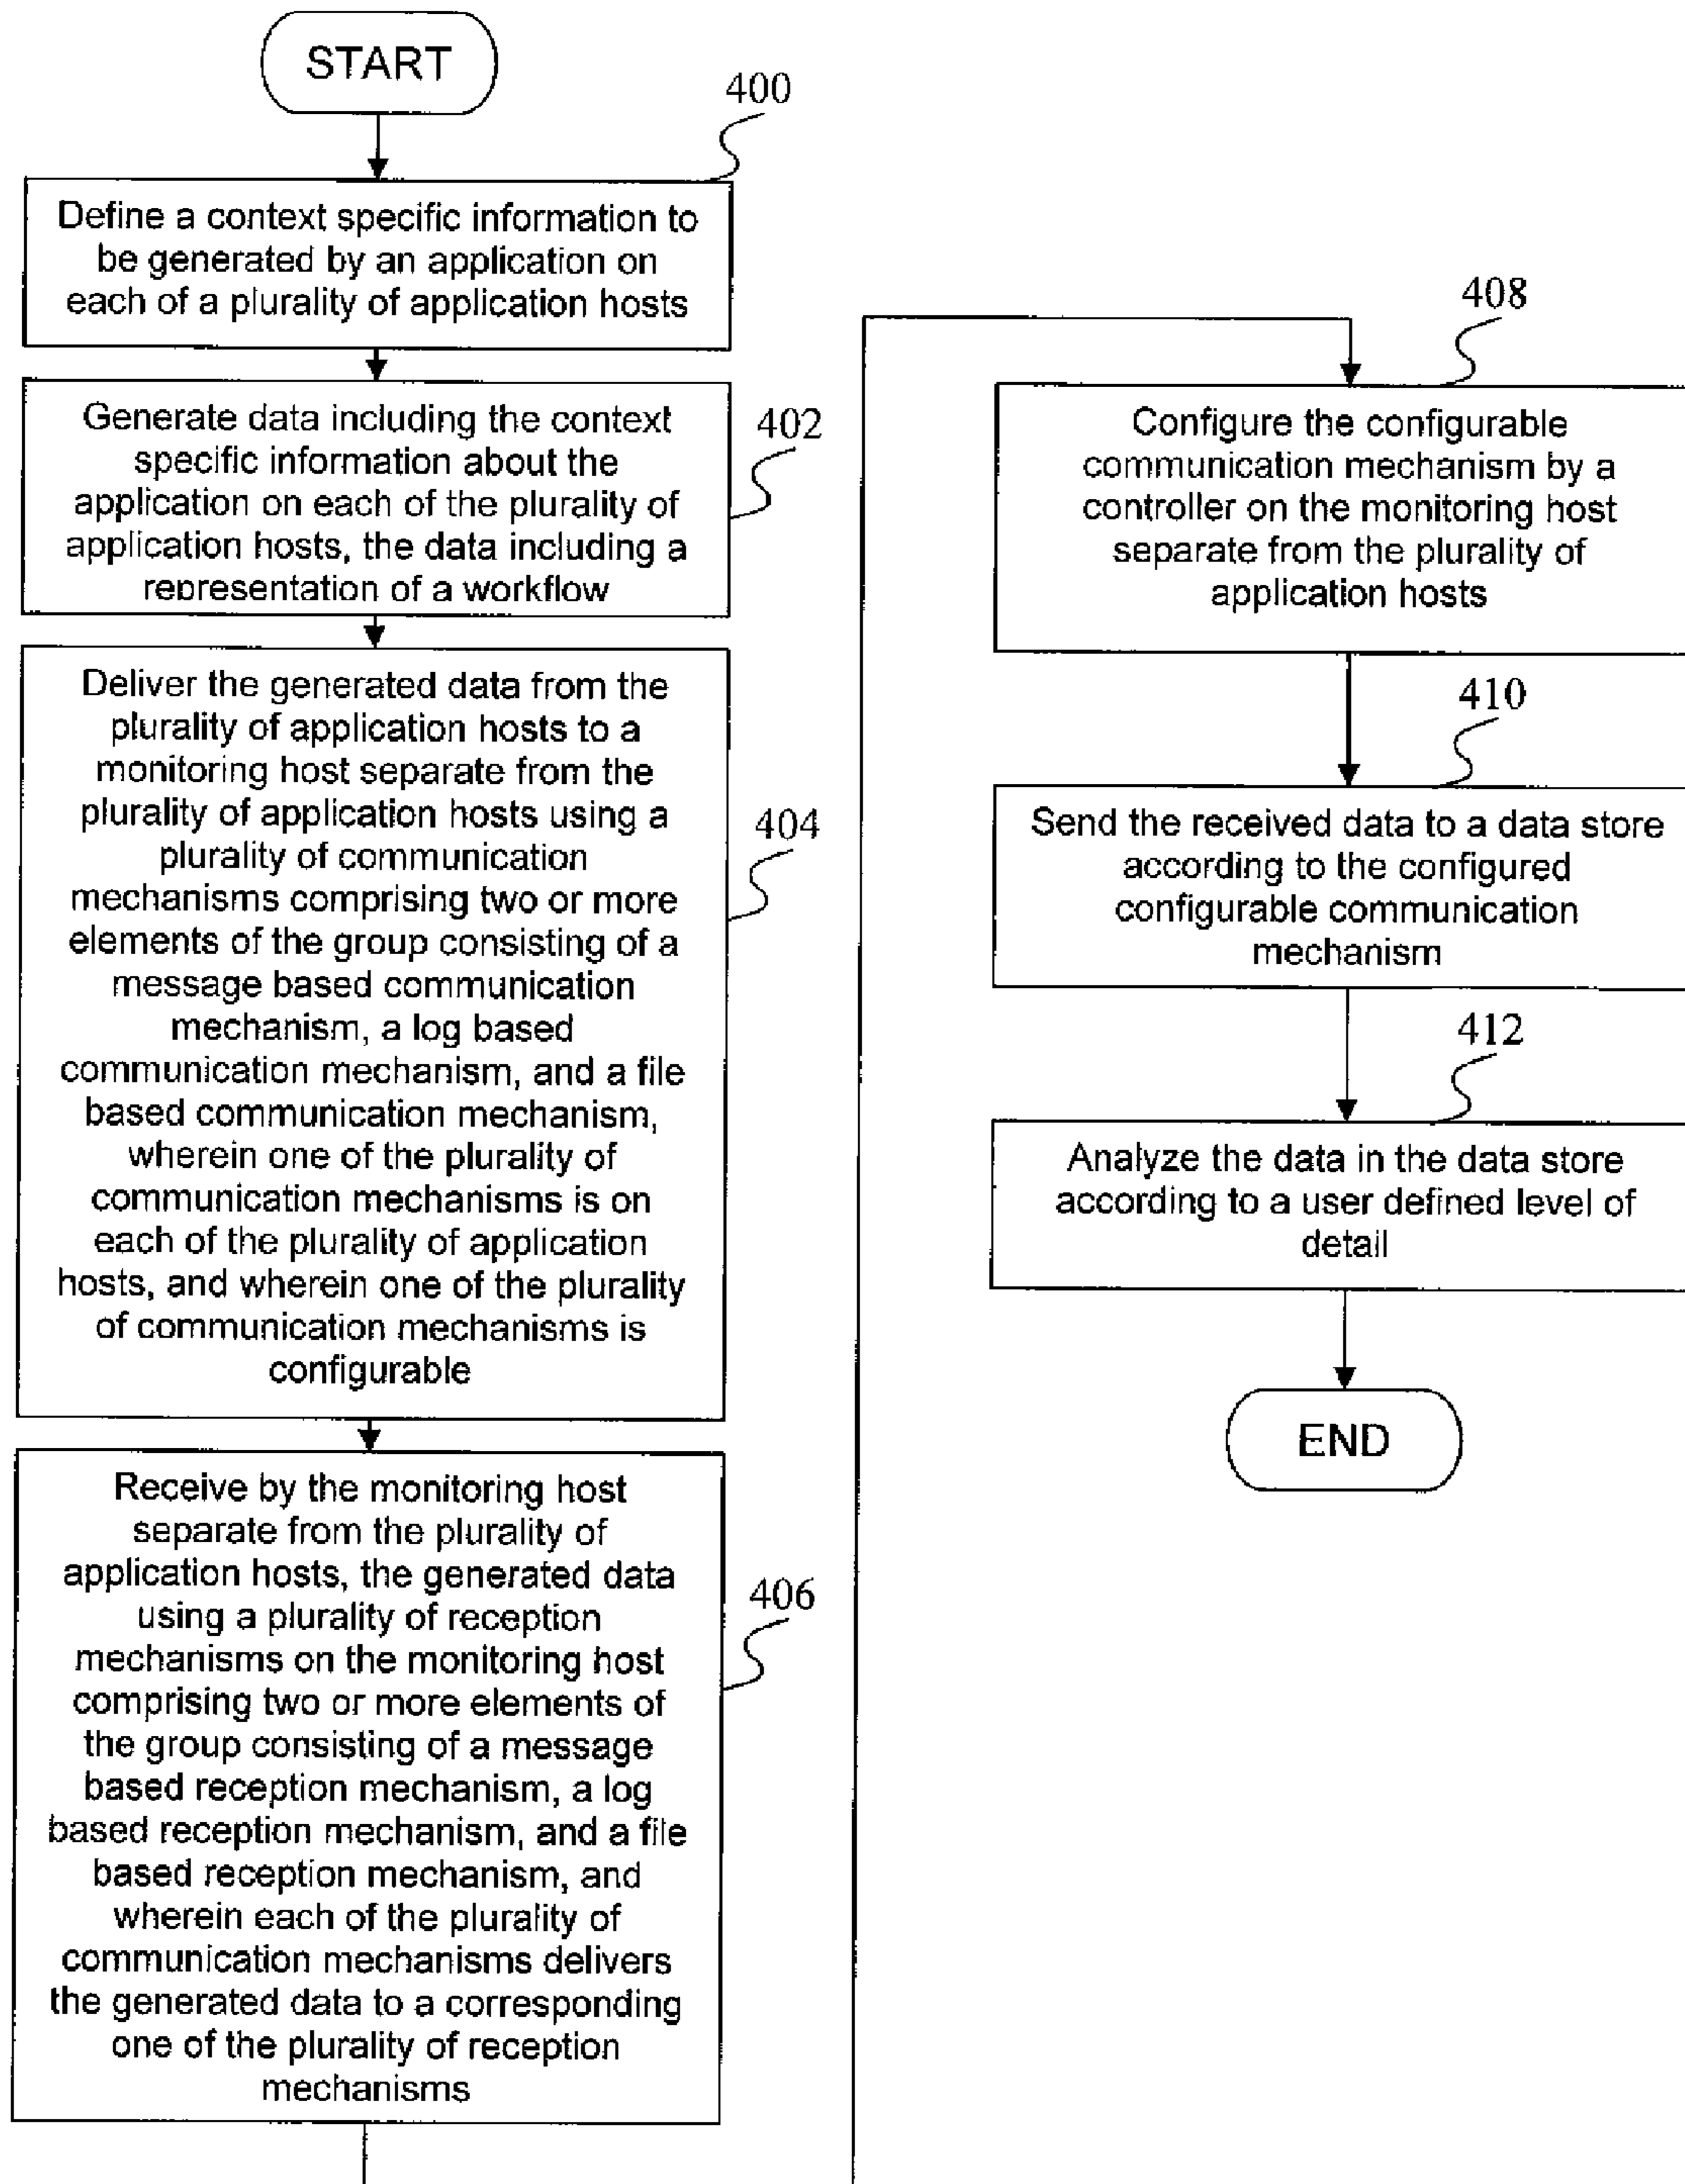 START
400
Define a context specific information to
be generated by an application on
each of a plurality of application hosts
402
Generate data including the context
specific information about the
application on each of the plurality of
application hosts, the data including a
representation of a workflow
404
Deliver the generated data from the
plurality of application hosts to a
monitoring host separate from the
plurality of application hosts using a
plurality of communication
mechanisms comprising two or more
elements of the group consisting of a
message based communication
mechanism, a log based
communication mechanism, and a file
based communication mechanism,
wherein one of the plurality of
communication mechanisms is on
each of the plurality of application
hosts, and wherein one of the plurality
of communication mechanisms is
configurable
406
Receive by the monitoring host
separate from the plurality of
application hosts, the generated data
using a plurality of reception
mechanisms on the monitoring host
comprising two or more elements of
the group consisting of a message
based reception mechanism, a log
based reception mechanism, and a file
based reception mechanism, and
wherein each of the plurality of
communication mechanisms delivers
the generated data to a corresponding
one of the plurality of reception
mechanisms
408
Configure the configurable
communication mechanism by a
controller on the monitoring host
separate from the plurality of
application hosts
410
Send the received data to a data store
according to the configured
configurable communication
mechanism
412
Analyze the data in the data store
according to a user defined level of
detail
END